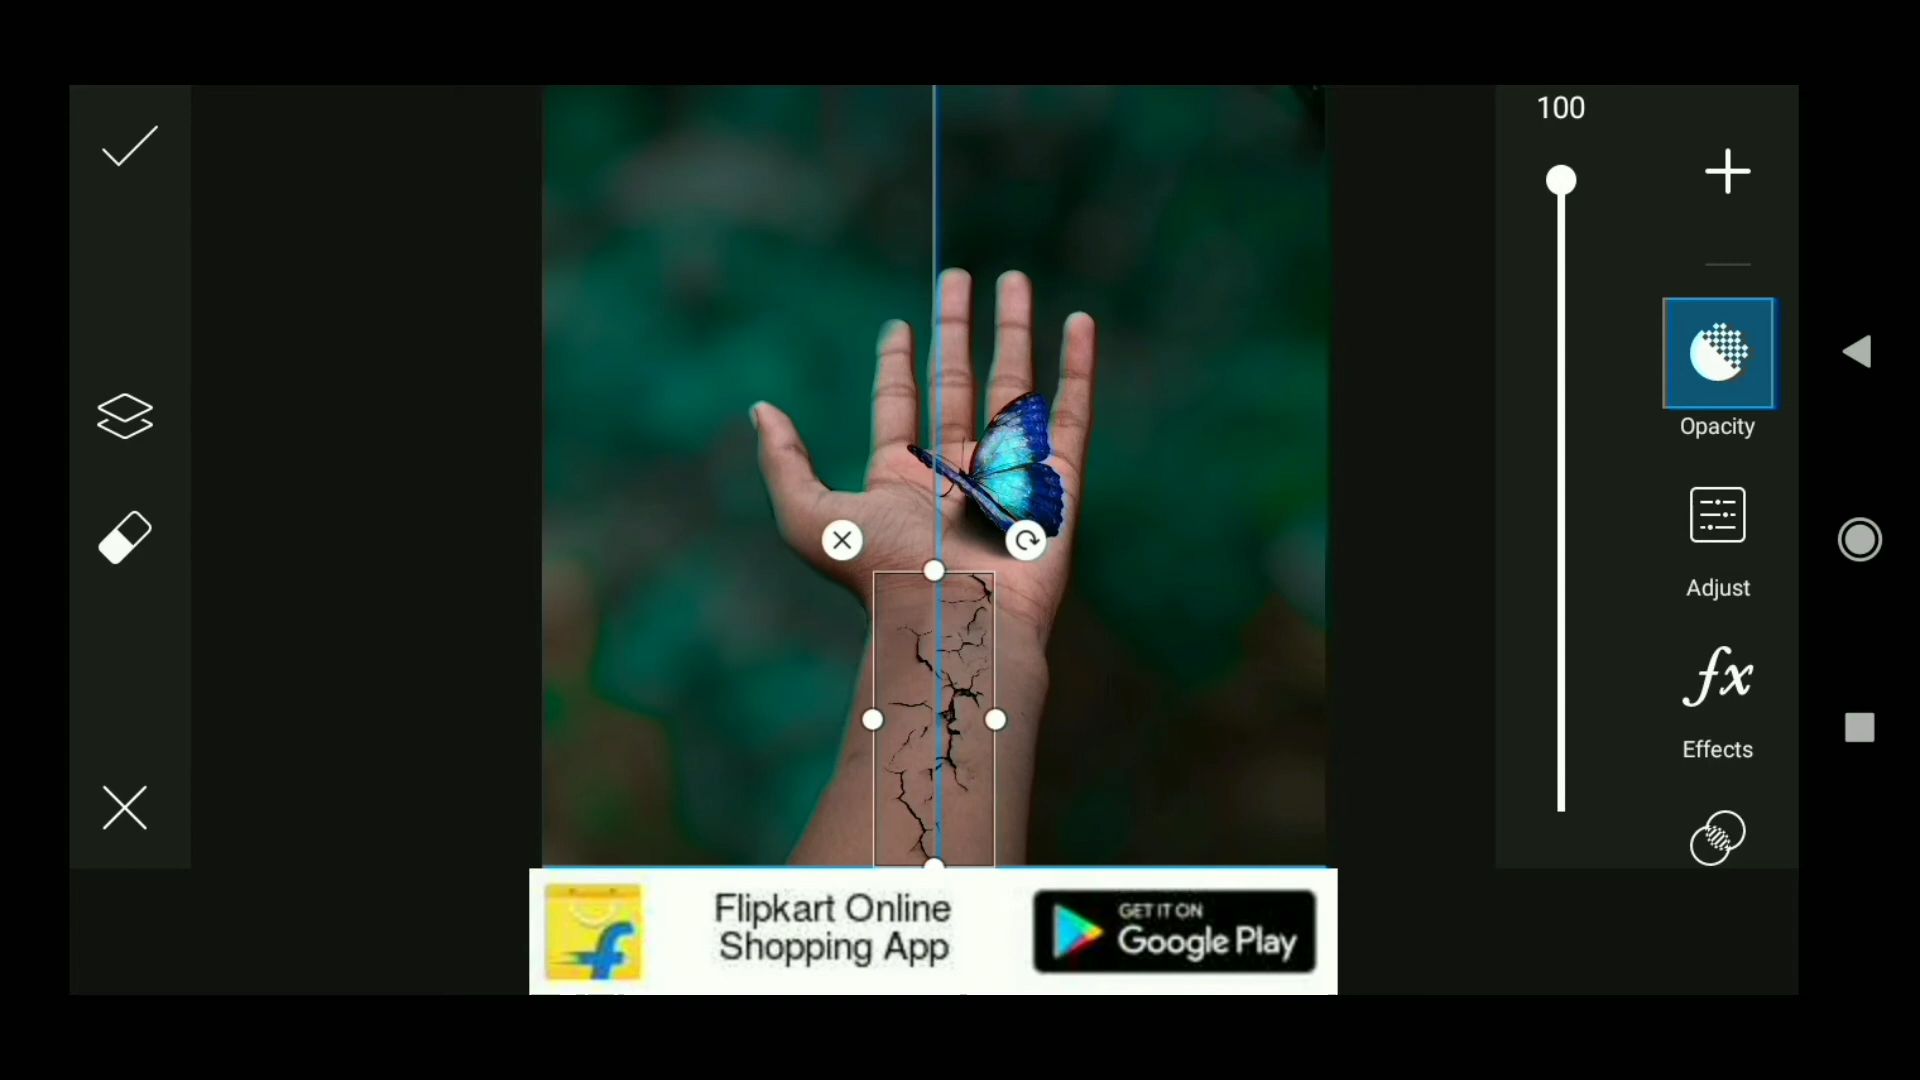 100
Opacity
Adjust
fx
Effects
Flipkart Online
Shopping App
GET IT ON
Google Play